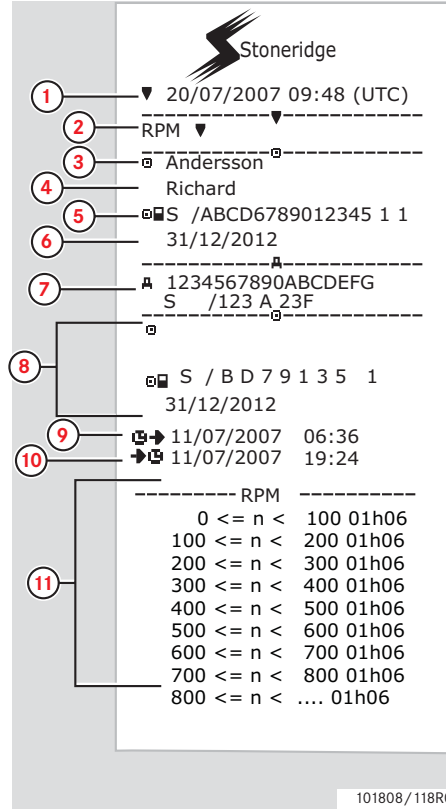 Stoneridge
1 20/07/2007 09:48 (UTC)
2 RPM
3 Andersson
4 Richard
5 S /ABCD6789012345 1 1
6 31/12/2012
7 1234567890ABCDEFG
S /123 A 23F
8
S / B D 7 9 1 3 5 1
31/12/2012
9 11/07/2007 06:36
10 11/07/2007 19:24
11
---------- RPM ------------
0 <= n < 100 01h06
100 <= n < 200 01h06
200 <= n < 300 01h06
300 <= n < 400 01h06
400 <= n < 500 01h06
500 <= n < 600 01h06
600 <= n < 700 01h06
700 <= n < 800 01h06
800 <= n < .... 01h06